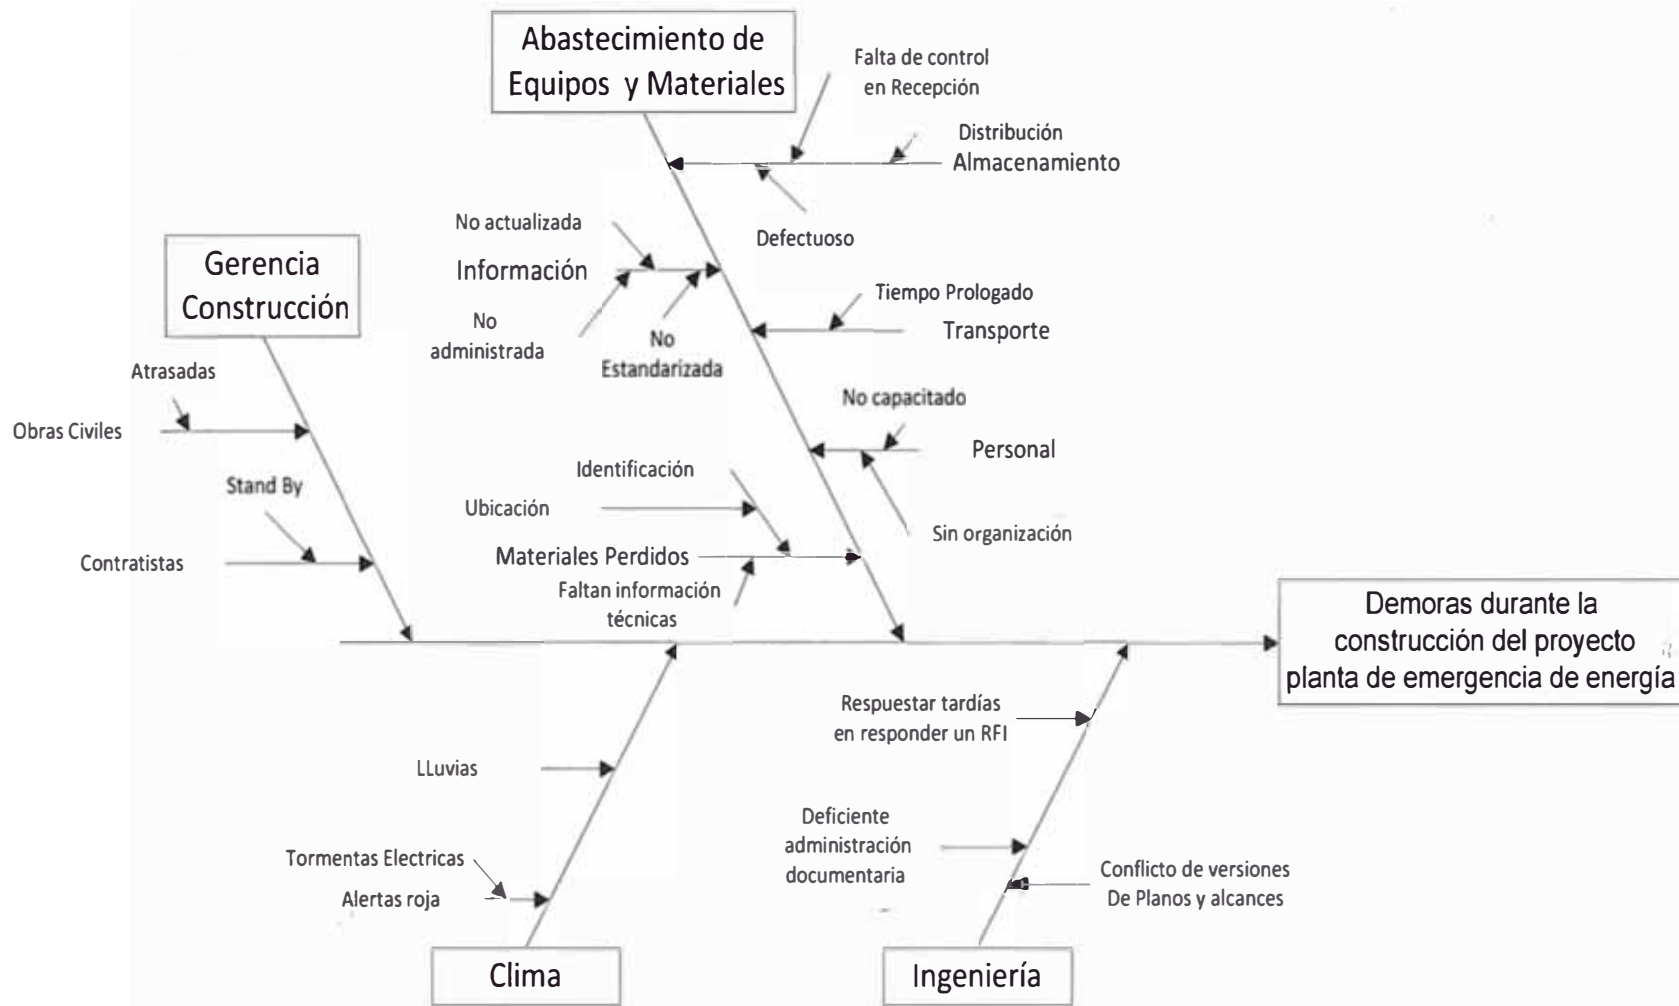 Abastecimiento de
Equipos y Materiales
Falta de control
en Recepción
Distribución
Almacenamiento
Defectuoso
No actualizada
Información
No
administrada
No
Estandarizada
Tiempo Prologado
Transporte
No capacitado
Personal
Sin organización
Identificación
Ubicación
Materiales Perdidos
Faltan información
técnicas
Gerencia
Construcción
Atrasadas
Obras Civiles
Stand By
Contratistas
Demoras durante la
construcción del proyecto
planta de emergencia de energía
LLuvias
Tormentas Electricas
Alertas roja
Clima
Respuestar tardías
en responder un RFI
Deficiente
administración
documentaria
Conflicto de versiones
De Planos y alcances
Ingeniería